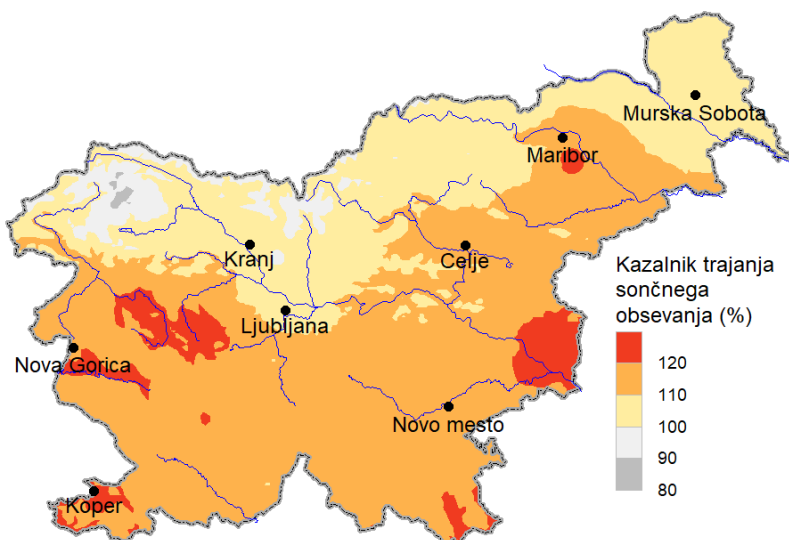 Murska Sobota
Maribor
Kranj
Celje
Ljubljana
Nova Gorica
Novo mesto
Koper
Kazalnik trajanja
sončnega
obsevanja (%)
120
110
100
90
80